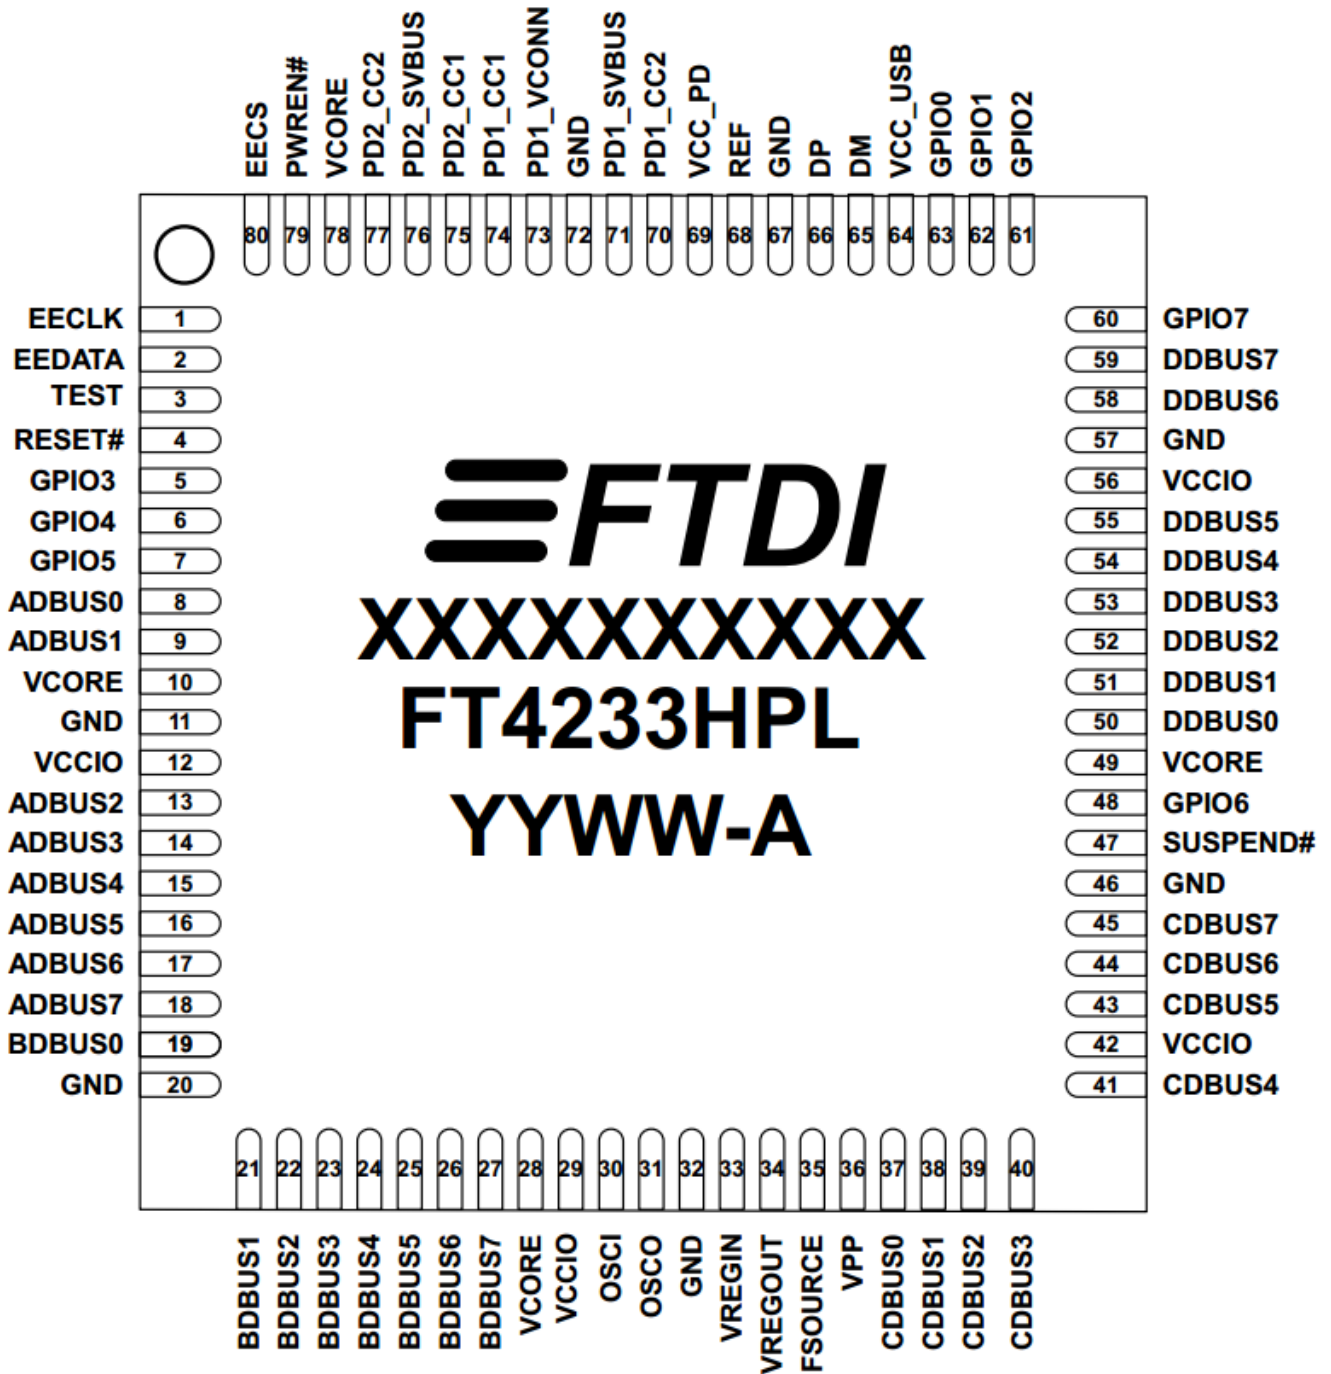 EECS
PWREN#
VCORE
PD2_CC2
PD2_SVBUS
PD2_CC1
PD1_CC1
PD1_VCONN
GND
PD1_SVBUS
PD1_CC2
VCC_PD
REF
GND
DP
DM
VCC_USB
GPIO0
GPIO1
GPIO2
80 79 78 77 76 75 74 73 72 71 70 69 68 67 66 65 64 63 62 61
EECLK 1
EEDATA 2
TEST 3
RESET# 4
GPIO3 5
GPIO4 6
GPIO5 7
ADBUS0 8
ADBUS1 9
VCORE 10
GND 11
VCCIO 12
ADBUS2 13
ADBUS3 14
ADBUS4 15
ADBUS5 16
ADBUS6 17
ADBUS7 18
BDBUS0 19
GND 20
FTDI
XXXXXXXXXX
FT4233HPL
YYWW-A
60 GPIO7
59 DDBUS7
58 DDBUS6
57 GND
56 VCCIO
55 DDBUS5
54 DDBUS4
53 DDBUS3
52 DDBUS2
51 DDBUS1
50 DDBUS0
49 VCORE
48 GPIO6
47 SUSPEND#
46 GND
45 CDBUS7
44 CDBUS6
43 CDBUS5
42 VCCIO
41 CDBUS4
21 22 23 24 25 26 27 28 29 30 31 32 33 34 35 36 37 38 39 40
BDBUS1
BDBUS2
BDBUS3
BDBUS4
BDBUS5
BDBUS6
BDBUS7
VCORE
VCCIO
OSCI
OSCO
GND
VREGIN
VREGOUT
FSOURCE
VPP
CDBUS0
CDBUS1
CDBUS2
CDBUS3